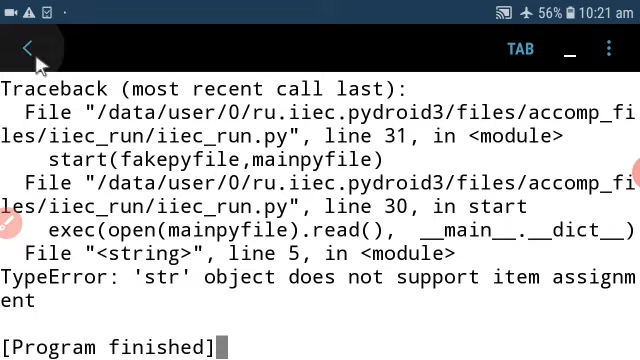 56% 10:21 am
TAB
Traceback (most recent call last):
  File "/data/user/0/ru.iiec.pydroid3/files/accomp_fi
les/iiec_run/iiec_run.py", line 31, in <module>
    start(fakepyfile,mainpyfile)
  File "/data/user/0/ru.iiec.pydroid3/files/accomp_fi
les/iiec_run/iiec_run.py", line 30, in start
    exec(open(mainpyfile).read(),  __main__.__dict__)
  File "<string>", line 5, in <module>
TypeError: 'str' object does not support item assignm
ent
[Program finished]